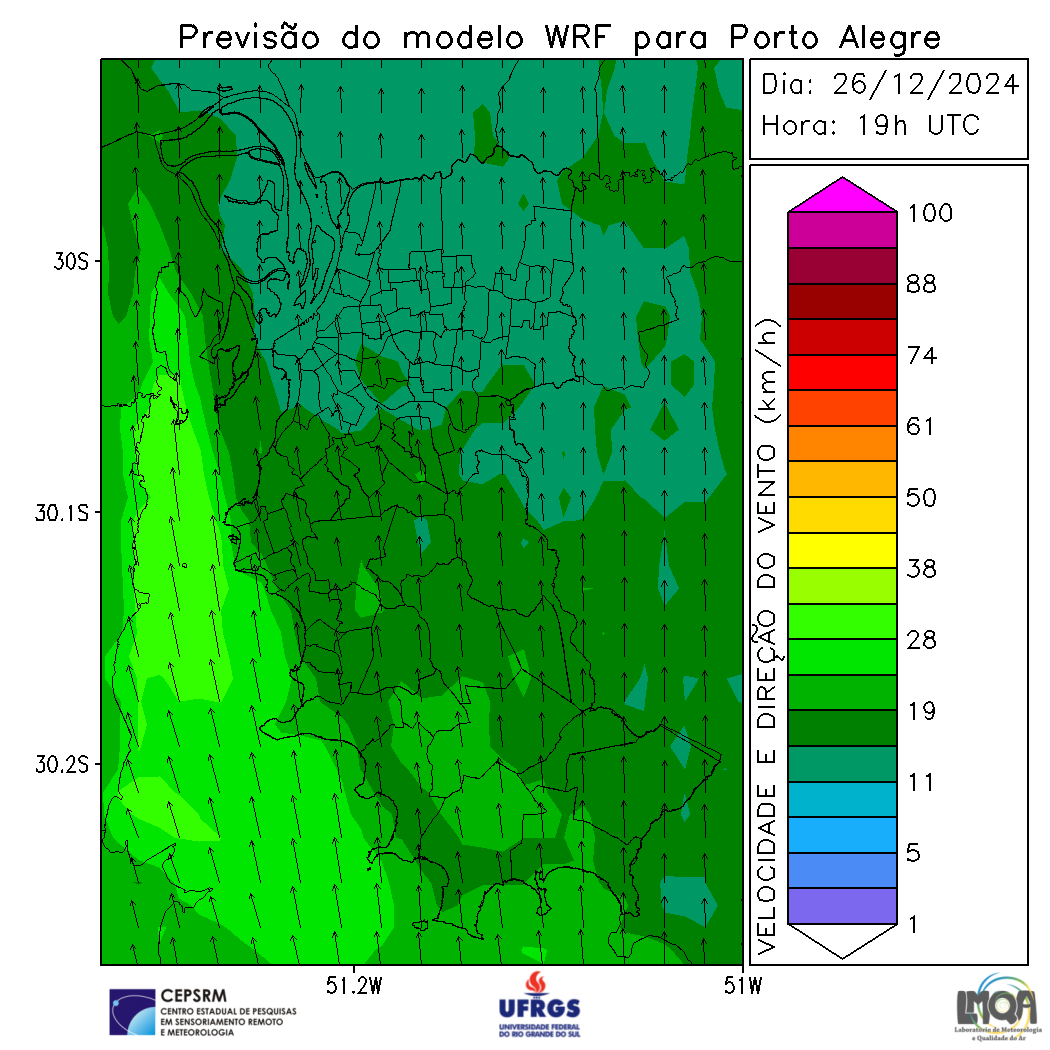 Previsão do modelo WRF para Porto Alegre
Dia: 26/12/2024
Hora: 19h UTC
30S
30.1S
30.2S
51.2W
51W
VELOCIDADE E DIREÇÃO DO VENTO (km/h)
100
88
74
61
50
38
28
19
11
5
1
CEPSRM
CENTRO ESTADUAL DE PESQUISAS
EM SENSORIAMENTO REMOTO
E METEOROLOGIA
UFRGS
UNIVERSIDADE FEDERAL
DO RIO GRANDE DO SUL
LMQA
Laboratório de Meteorologia
e Qualidade do Ar